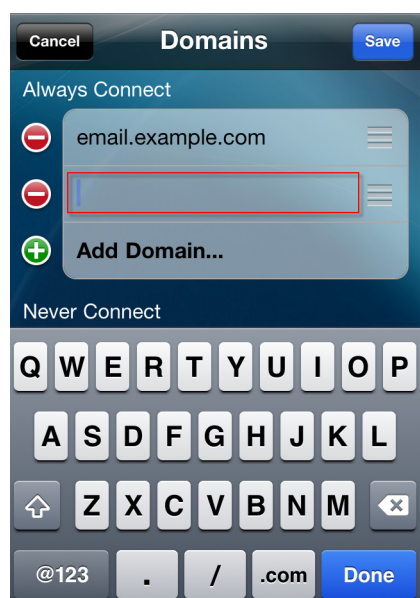 Cancel Domains Save
Always Connect
email.example.com
Add Domain...
Never Connect
Q W E R T Y U I O P
A S D F G H J K L
Z X C V B N M
@123 . / .com Done